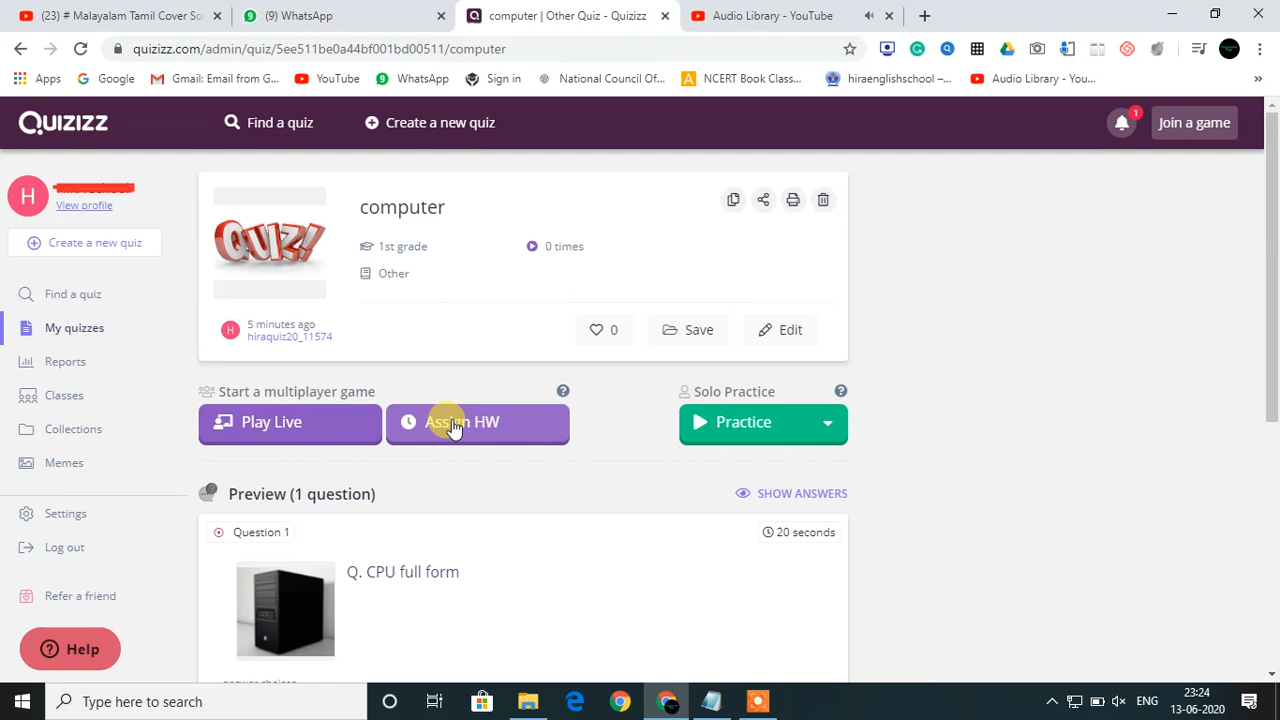 (23) # Malayalam Tamil Cover So
(9) WhatsApp
computer | Other Quiz - Quizizz
Audio Library - YouTube
quizizz.com/admin/quiz/5ee511be0a44bf001bd00511/computer
Apps
Google
Gmail: Email from G...
YouTube
WhatsApp
Sign in
National Council Of...
NCERT Book Class...
hiraenglishschool –...
Audio Library - You...
»
Quizizz
Find a quiz
Create a new quiz
1
Join a game
H
View profile
Create a new quiz
Find a quiz
My quizzes
Reports
Classes
Collections
Memes
Settings
Log out
Refer a friend
Help
QUIZ!
computer
1st grade
0 times
Other
H
5 minutes ago
hiraquiz20_11574
0
Save
Edit
Start a multiplayer game
Solo Practice
Play Live
Assign HW
Practice
Preview (1 question)
SHOW ANSWERS
Question 1
20 seconds
Q. CPU full form
answer choices
Type here to search
ENG
23:24
13-06-2020